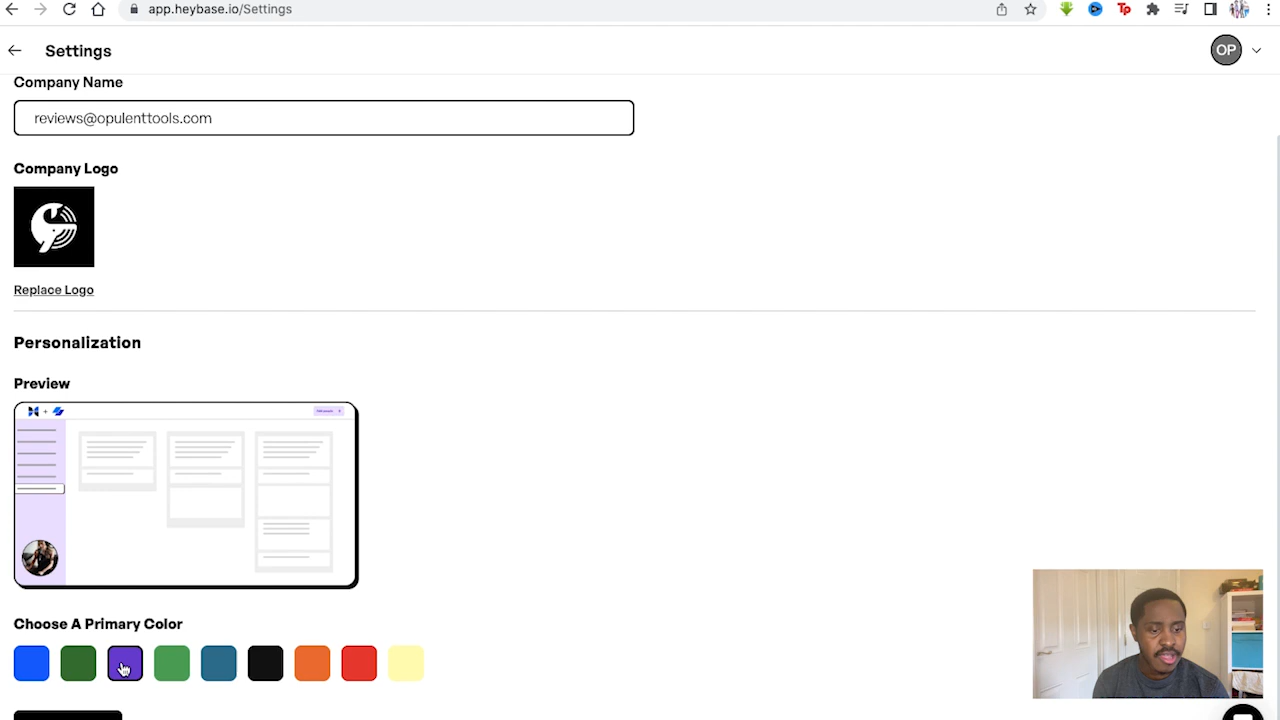 app.heybase.io/Settings
Tp
Settings
OP
Company Name
reviews@opulenttools.com
Company Logo
Replace Logo
Personalization
Preview
Choose A Primary Color